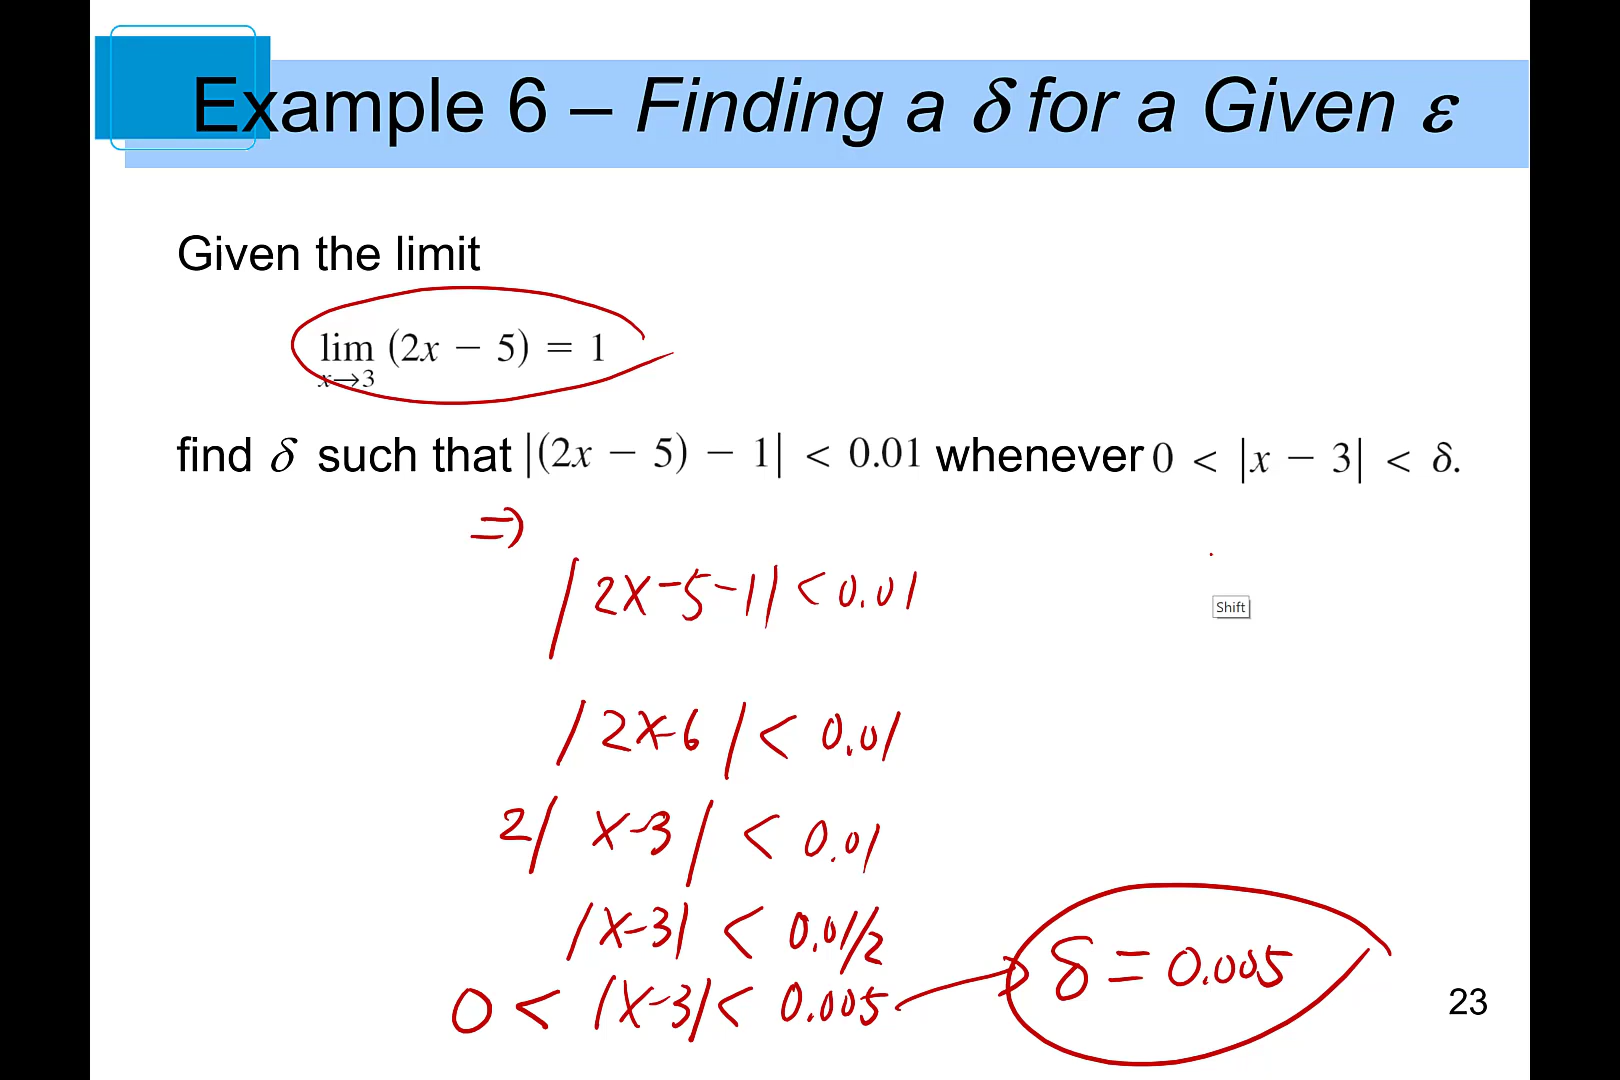 Example 6 – Finding a δ for a Given ε
Given the limit
lim (2x − 5) = 1
x→3
find δ such that |(2x − 5) − 1| < 0.01 whenever 0 < |x − 3| < δ.
⇒
|2x-5-1| < 0.01
Shift
|2x-6| < 0.01
2|x-3| < 0.01
|x-3| < 0.01/2
0 < |x-3| < 0.005 → δ = 0.005
23